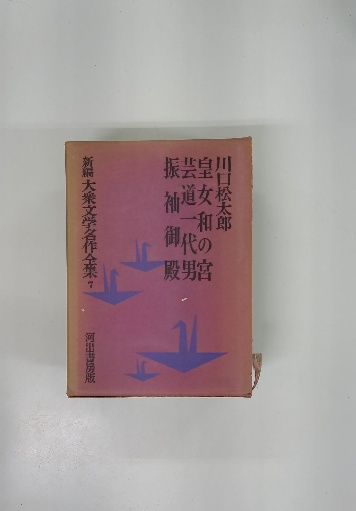 川口松太郎
皇女和の宮
芸道一代男
振袖御殿
新編大衆文学名作全集7
河出書房版